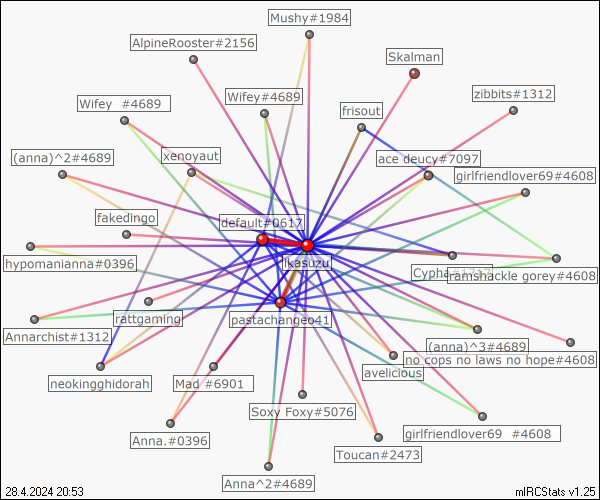 Mushy#1984
AlpineRooster#2156
Skalman
Wifey #4689
Wifey#4689
zibbits#1312
frisout
(anna)^2#4689
xenoyaut
ace deucy#7097
girlfriendlover69#4608
fakedingo
default#0617
hypomanianna#0396
ikasuzu
ramshackle gorey#4608
rattgaming
pastachangeo41
Annarchist#1312
(anna)^3#4689
no cops no laws no hope#4608
avelicious
neokingghidorah
Mad #6901
Soxy Foxy#5076
Anna.#0396
girlfriendlover69 #4608
Toucan#2473
Anna^2#4689
28.4.2024 20:53
mIRCStats v1.25